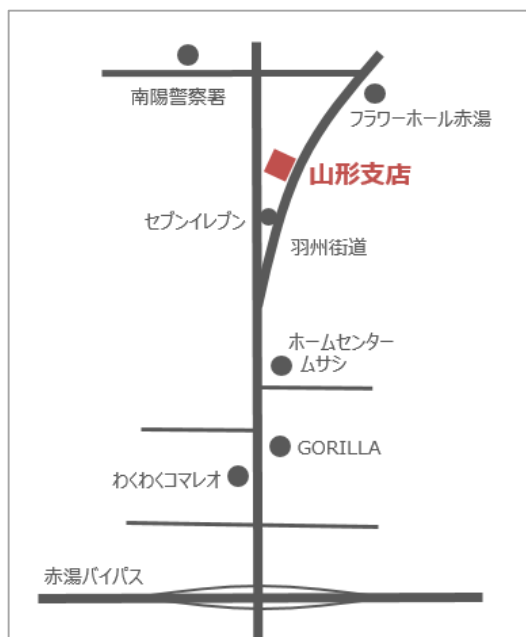 南陽警察署
フラワーホール赤湯
山形支店
セブンイレブン
羽州街道
ホームセンター
ムサシ
GORILLA
わくわくコマレオ
赤湯バイパス